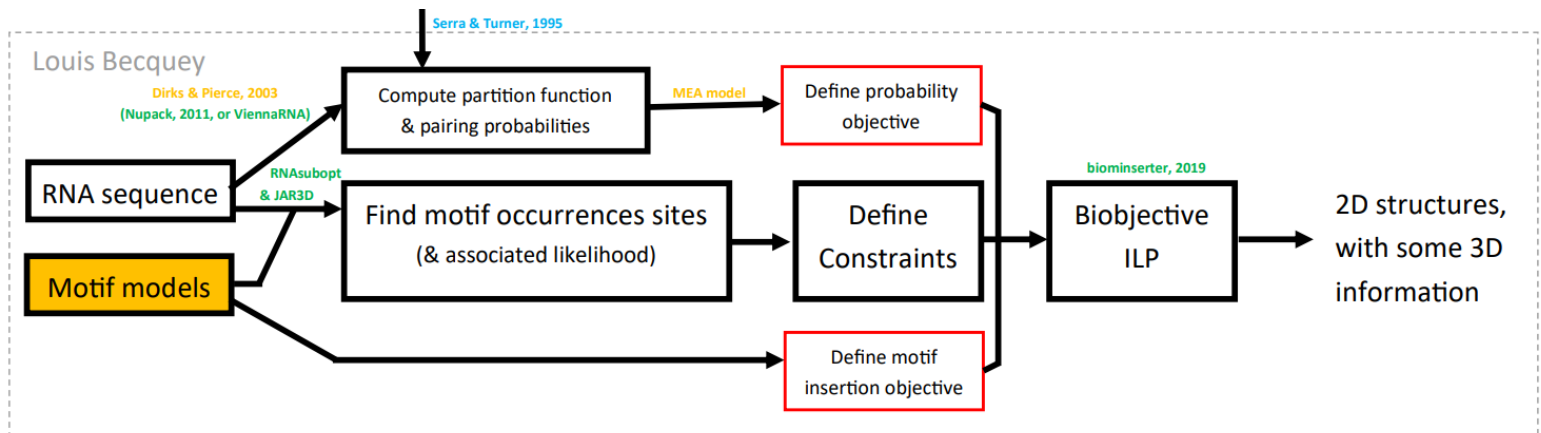 Serra & Turner, 1995
Louis Becquey
Dirks & Pierce, 2003
(Nupack, 2011, or ViennaRNA)
Compute partition function
& pairing probabilities
MEA model
Define probability
objective
RNA sequence
RNAsubopt
& JAR3D
Find motif occurrences sites
(& associated likelihood)
Define
Constraints
biominserter, 2019
Biobjective
ILP
2D structures,
with some 3D
information
Motif models
Define motif
insertion objective